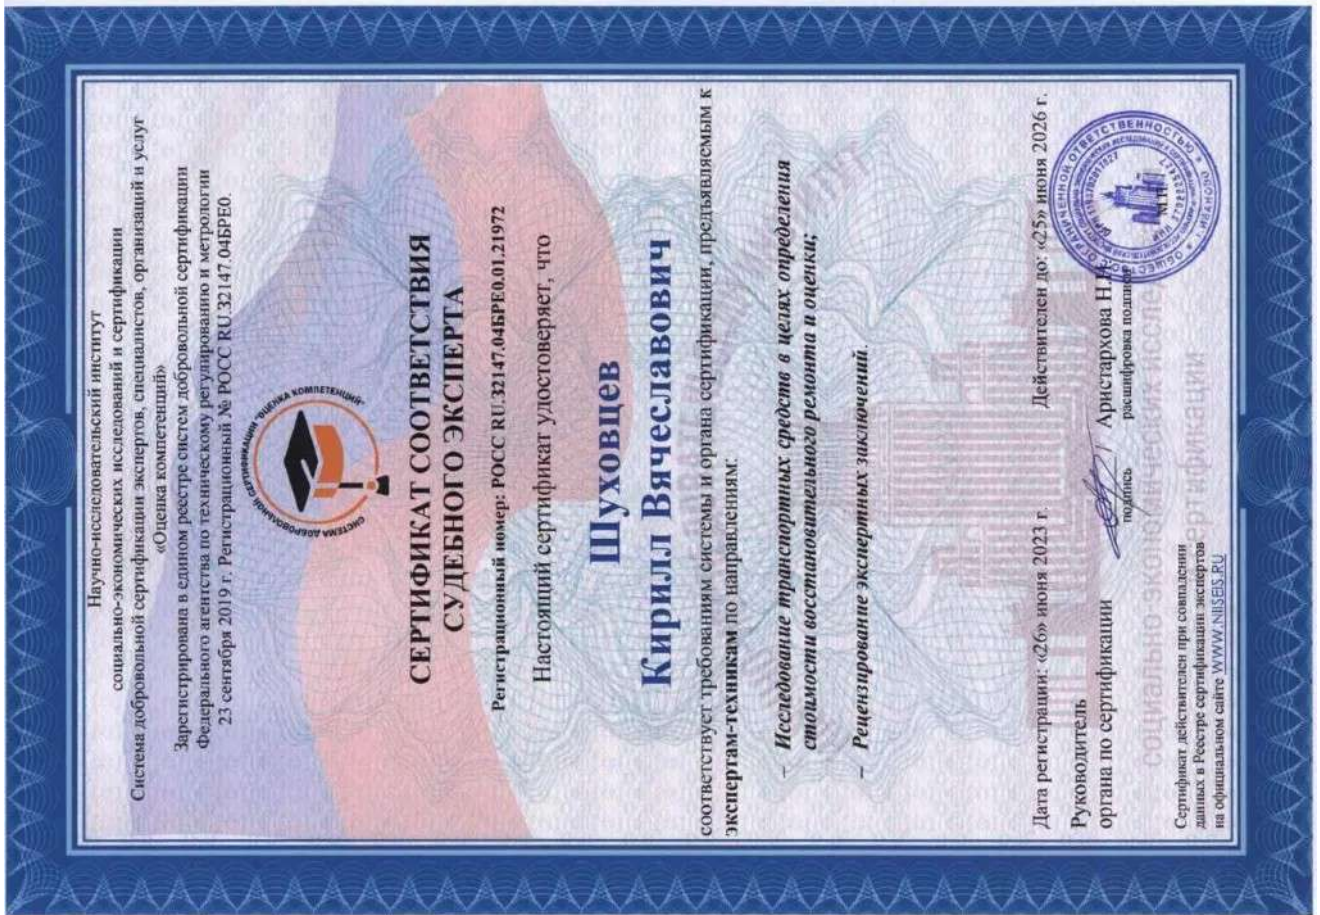 Научно-исследовательский институт
социально-экономических исследований и сертификации
Система добровольной сертификации экспертов, специалистов, организаций и услуг
«Оценка компетенций»
Зарегистрирована в едином реестре систем добровольной сертификации
Федерального агентства по техническому регулированию и метрологии
23 сентября 2019 г. Регистрационный № РОСС RU.32147.04БРЕ0.
СИСТЕМА ДОБРОВОЛЬНОЙ СЕРТИФИКАЦИИ "ОЦЕНКА КОМПЕТЕНЦИЙ"
СЕРТИФИКАТ СООТВЕТСТВИЯ
СУДЕБНОГО ЭКСПЕРТА
Регистрационный номер: РОСС RU.32147.04БРЕ0.01.21972
Настоящий сертификат удостоверяет, что
Шуховцев
Кирилл Вячеславович
соответствует требованиям системы и органа сертификации, предъявляемым к
экспертам-техникам по направлениям:
– Исследование транспортных средств в целях определения
стоимости восстановительного ремонта и оценки;
– Рецензирование экспертных заключений.
Дата регистрации: «26» июня 2023 г. Действителен до: «25» июня 2026 г.
Руководитель
органа по сертификации Аристархова Н.Н.
подпись расшифровка подписи
М.П.
Сертификат действителен при совпадении
данных в Реестре сертификации экспертов
на официальном сайте WWW.NIISEIS.RU